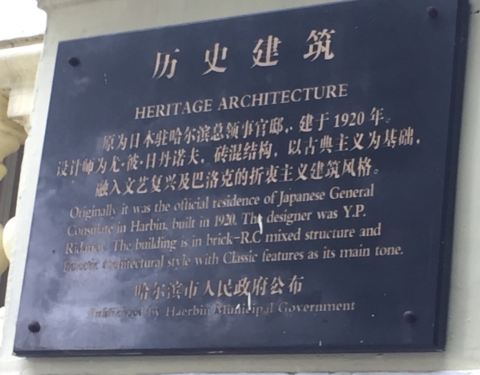 历史建筑
HERITAGE ARCHITECTURE
原为日本驻哈尔滨总领事官邸，建于1920年。
设计师为尤·彼·日丹诺夫。砖混结构，以古典主义为基础，
融入文艺复兴及巴洛克的折衷主义建筑风格。
Originally it was the official residence of Japanese General
Consulate in Harbin, built in 1920. The designer was Y.P.
The building is in brick-R.C mixed structure and
architectural style with Classic features as its main tone.
哈尔滨市人民政府公布
by Haerbin Municipal Government